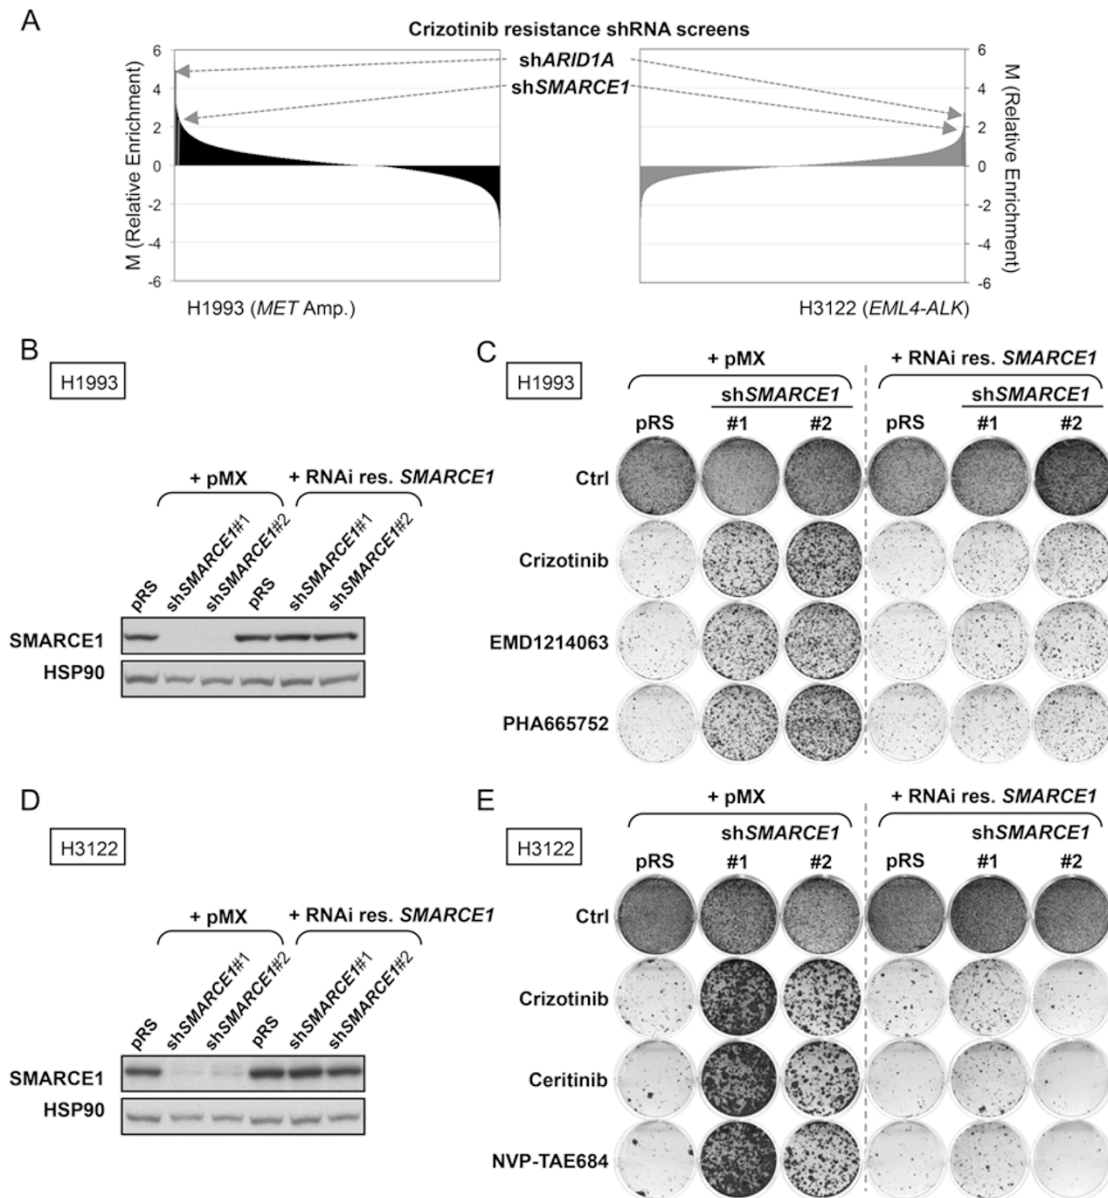 A
Crizotinib resistance shRNA screens
shARID1A
shSMARCE1
M (Relative Enrichment)
6
4
2
0
-2
-4
-6
H1993 (MET Amp.)
6
4
2
0
-2
-4
-6
M (Relative Enrichment)
H3122 (EML4-ALK)
B
H1993
+ pMX
+ RNAi res. SMARCE1
pRS
shSMARCE1#1
shSMARCE1#2
pRS
shSMARCE1#1
shSMARCE1#2
SMARCE1
HSP90
C
H1993
+ pMX
+ RNAi res. SMARCE1
shSMARCE1
shSMARCE1
pRS #1 #2 pRS #1 #2
Ctrl
Crizotinib
EMD1214063
PHA665752
D
H3122
+ pMX
+ RNAi res. SMARCE1
pRS
shSMARCE1#1
shSMARCE1#2
pRS
shSMARCE1#1
shSMARCE1#2
SMARCE1
HSP90
E
H3122
+ pMX
+ RNAi res. SMARCE1
shSMARCE1
shSMARCE1
pRS #1 #2 pRS #1 #2
Ctrl
Crizotinib
Ceritinib
NVP-TAE684